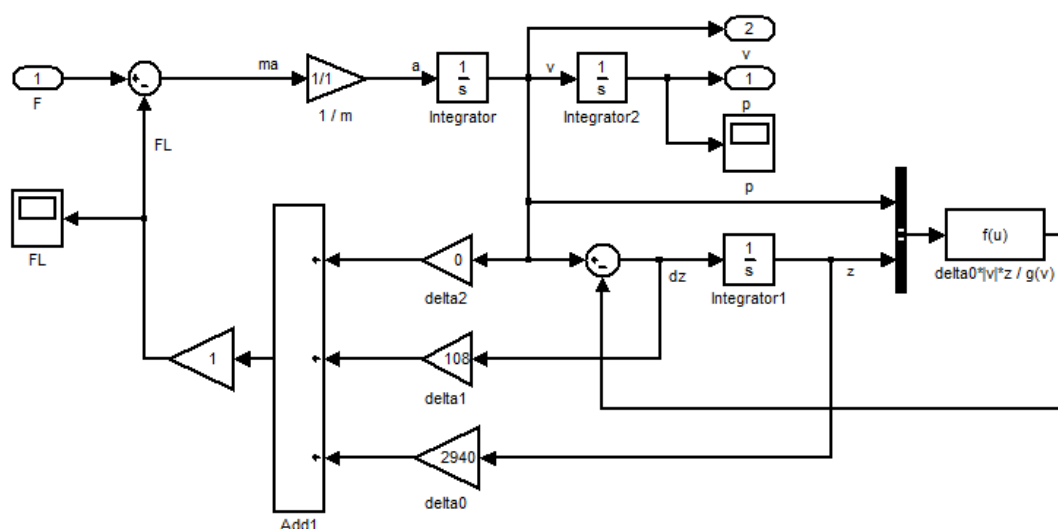 2
v
1
F
ma
1/1
1 / m
a
1
s
Integrator
v
1
s
Integrator2
1
p
p
FL
FL
0
delta2
dz
1
s
Integrator1
z
f(u)
delta0*|v|*z / g(v)
1
108
delta1
2940
delta0
Add1